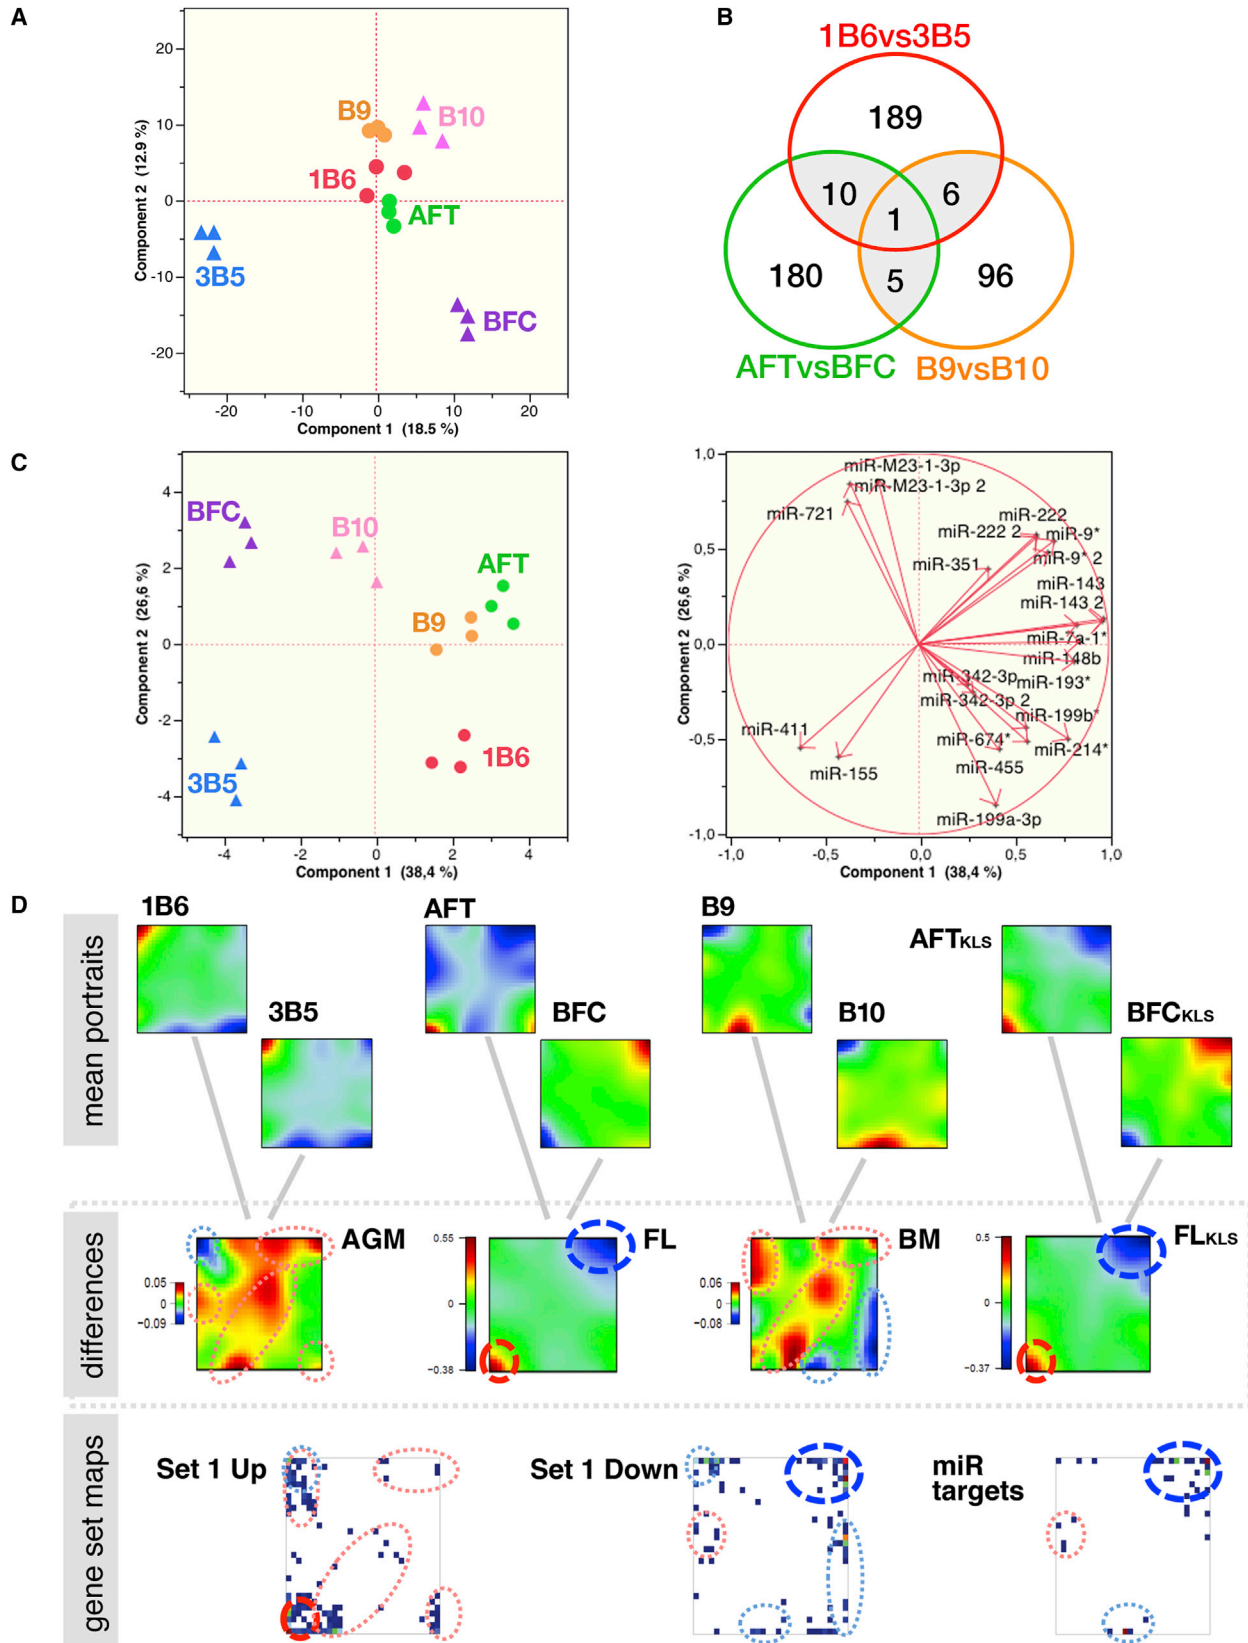 A
20
10
0
-10
-20
Component 2 (12.9 %)
B9
B10
1B6
AFT
3B5
BFC
-20 -10 0 10 20
Component 1 (18.5 %)
B
1B6vs3B5
189
10 6
1
180 5 96
AFTvsBFC B9vsB10
C
4
2
0
-2
-4
Component 2 (26,6 %)
BFC
B10
AFT
B9
1B6
3B5
-4 -2 0 2 4
Component 1 (38,4 %)
1,0
0,5
0,0
-0,5
-1,0
Component 2 (26,6 %)
miR-M23-1-3p
miR-M23-1-3p 2
miR-721
miR-222
miR-222 2 miR-9*
miR-9* 2
miR-351
miR-143
miR-143 2
miR-7a-1*
miR-148b
miR-342-3p miR-193*
miR-342-3p 2
miR-199b*
miR-411
miR-674* miR-214*
miR-155 miR-455
miR-199a-3p
-1,0 -0,5 0,0 0,5 1,0
Component 1 (38,4 %)
D
mean portraits
1B6
3B5
AFT
BFC
B9
B10
AFTKLS
BFCKLS
differences
AGM
0.05
0
−0.09
FL
0.55
0
−0.38
BM
0.06
0
−0.08
FLKLS
0.5
0
−0.37
gene set maps
Set 1 Up
Set 1 Down
miR
targets